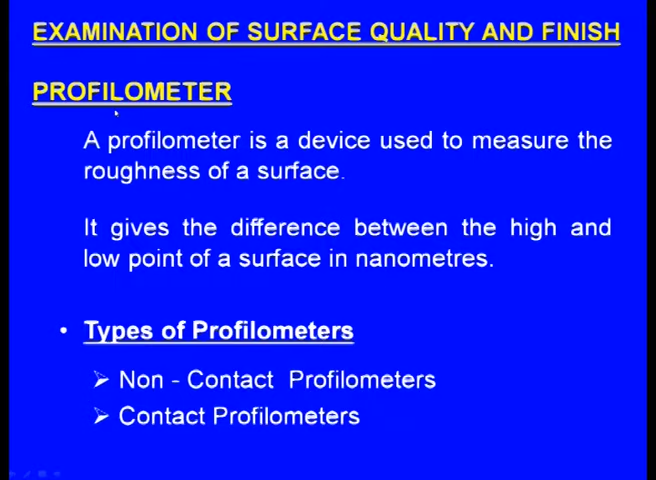 EXAMINATION OF SURFACE QUALITY AND FINISH
PROFILOMETER
A profilometer is a device used to measure the
roughness of a surface.
It gives the difference between the high and
low point of a surface in nanometres.
• Types of Profilometers
➢ Non - Contact Profilometers
➢ Contact Profilometers